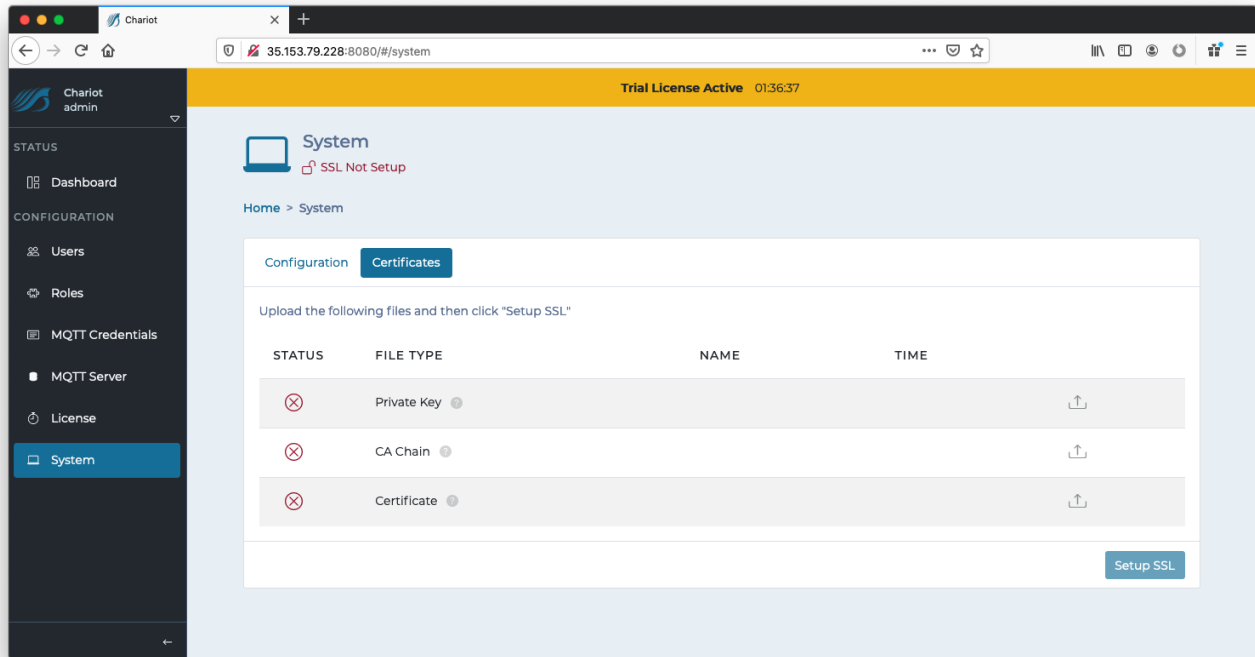 Chariot
35.153.79.228:8080/#/system
Chariot
admin
Trial License Active 01:36:37
STATUS
Dashboard
CONFIGURATION
Users
Roles
MQTT Credentials
MQTT Server
License
System
System
SSL Not Setup
Home > System
Configuration Certificates
Upload the following files and then click "Setup SSL"
STATUS FILE TYPE NAME TIME
Private Key ?
CA Chain ?
Certificate ?
Setup SSL